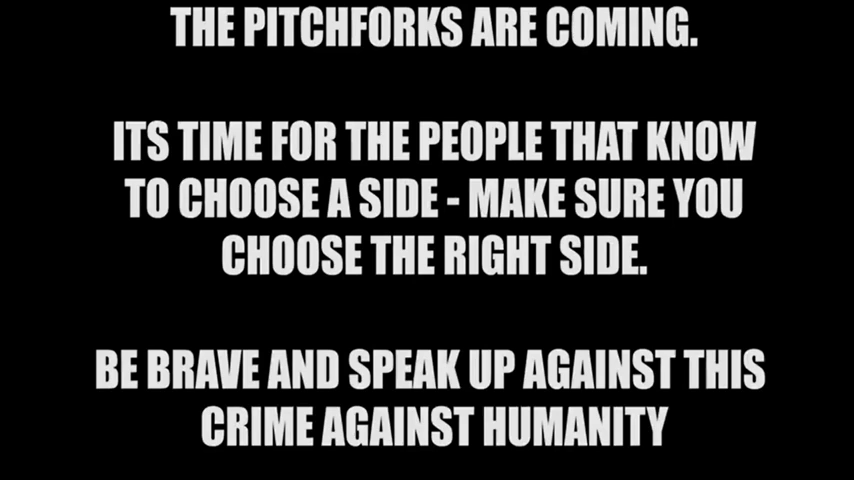 THE PITCHFORKS ARE COMING.
ITS TIME FOR THE PEOPLE THAT KNOW
TO CHOOSE A SIDE - MAKE SURE YOU
CHOOSE THE RIGHT SIDE.
BE BRAVE AND SPEAK UP AGAINST THIS
CRIME AGAINST HUMANITY